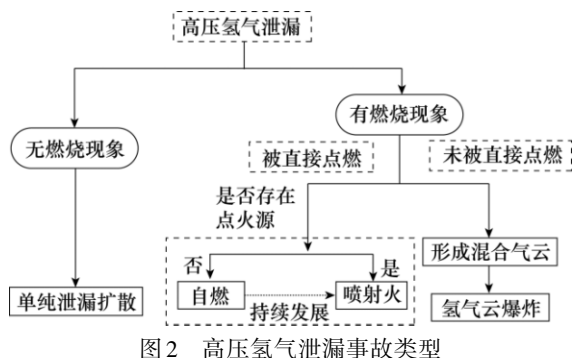 高压氢气泄漏
有燃烧现象
无燃烧现象
被直接点燃
未被直接点燃
是否存在
点火源
否
是
形成混合气云
单纯泄漏扩散
自燃
喷射火
持续发展
氢气云爆炸
图2 高压氢气泄漏事故类型